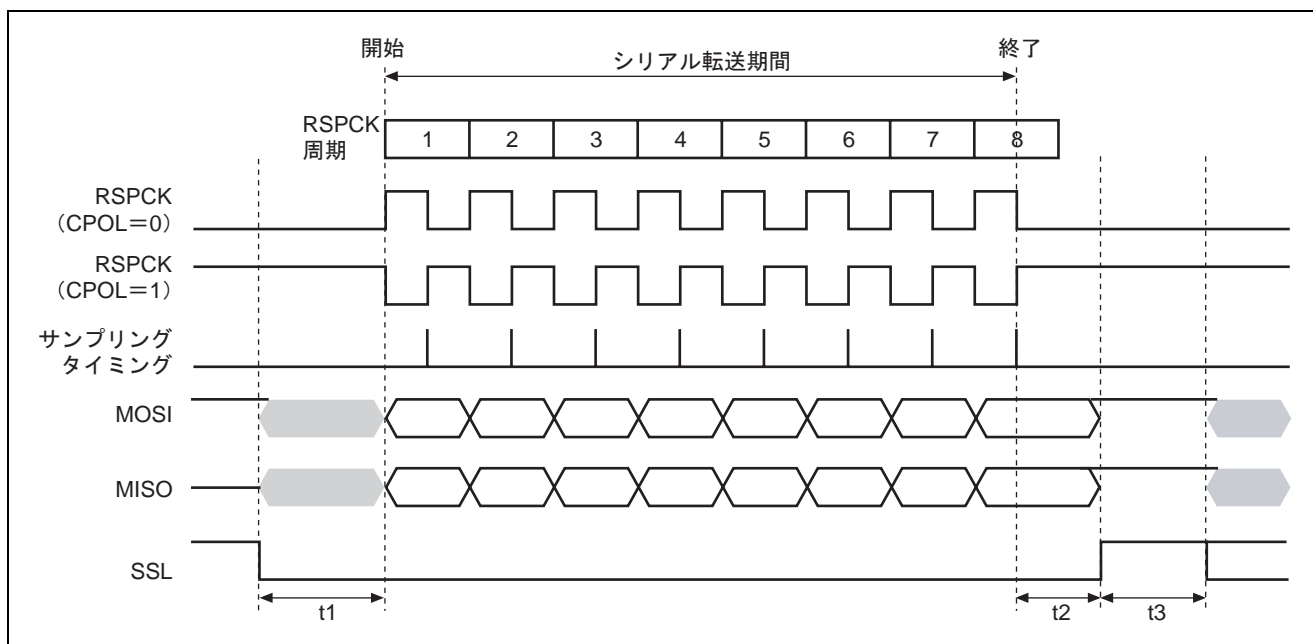 開始
終了
シリアル転送期間
RSPCK
周期
1 2 3 4 5 6 7 8
RSPCK
（CPOL＝0）
RSPCK
（CPOL＝1）
サンプリング
タイミング
MOSI
MISO
SSL
t1
t2
t3